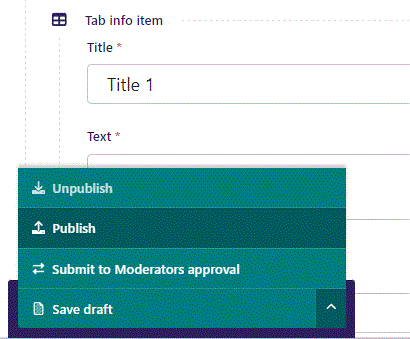 Tab info item
Title *
Title 1
Text *
Unpublish
Publish
Submit to Moderators approval
Save draft